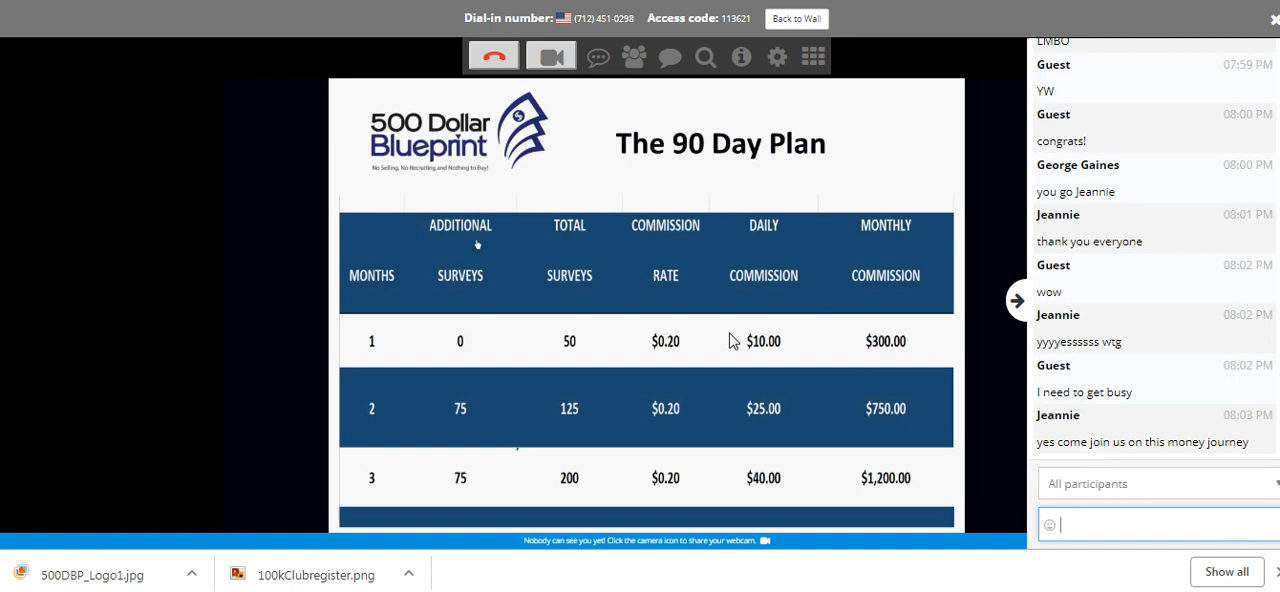 Dial-in number: (712) 451-0298 Access code: 113621 Back to Wall
500 Dollar
Blueprint
No Selling, No Recruiting and Nothing to Buy!
The 90 Day Plan
MONTHS ADDITIONAL SURVEYS TOTAL SURVEYS COMMISSION RATE DAILY COMMISSION MONTHLY COMMISSION
1 0 50 $0.20 $10.00 $300.00
2 75 125 $0.20 $25.00 $750.00
3 75 200 $0.20 $40.00 $1,200.00
LMBO
Guest 07:59 PM
YW
Guest 08:00 PM
congrats!
George Gaines 08:00 PM
you go Jeannie
Jeannie 08:01 PM
thank you everyone
Guest 08:02 PM
wow
Jeannie 08:02 PM
yyyyessssss wtg
Guest 08:02 PM
I need to get busy
Jeannie 08:03 PM
yes come join us on this money journey
All participants
Nobody can see you yet! Click the camera icon to share your webcam.
500DBP_Logo1.jpg 100kClubregister.png Show all